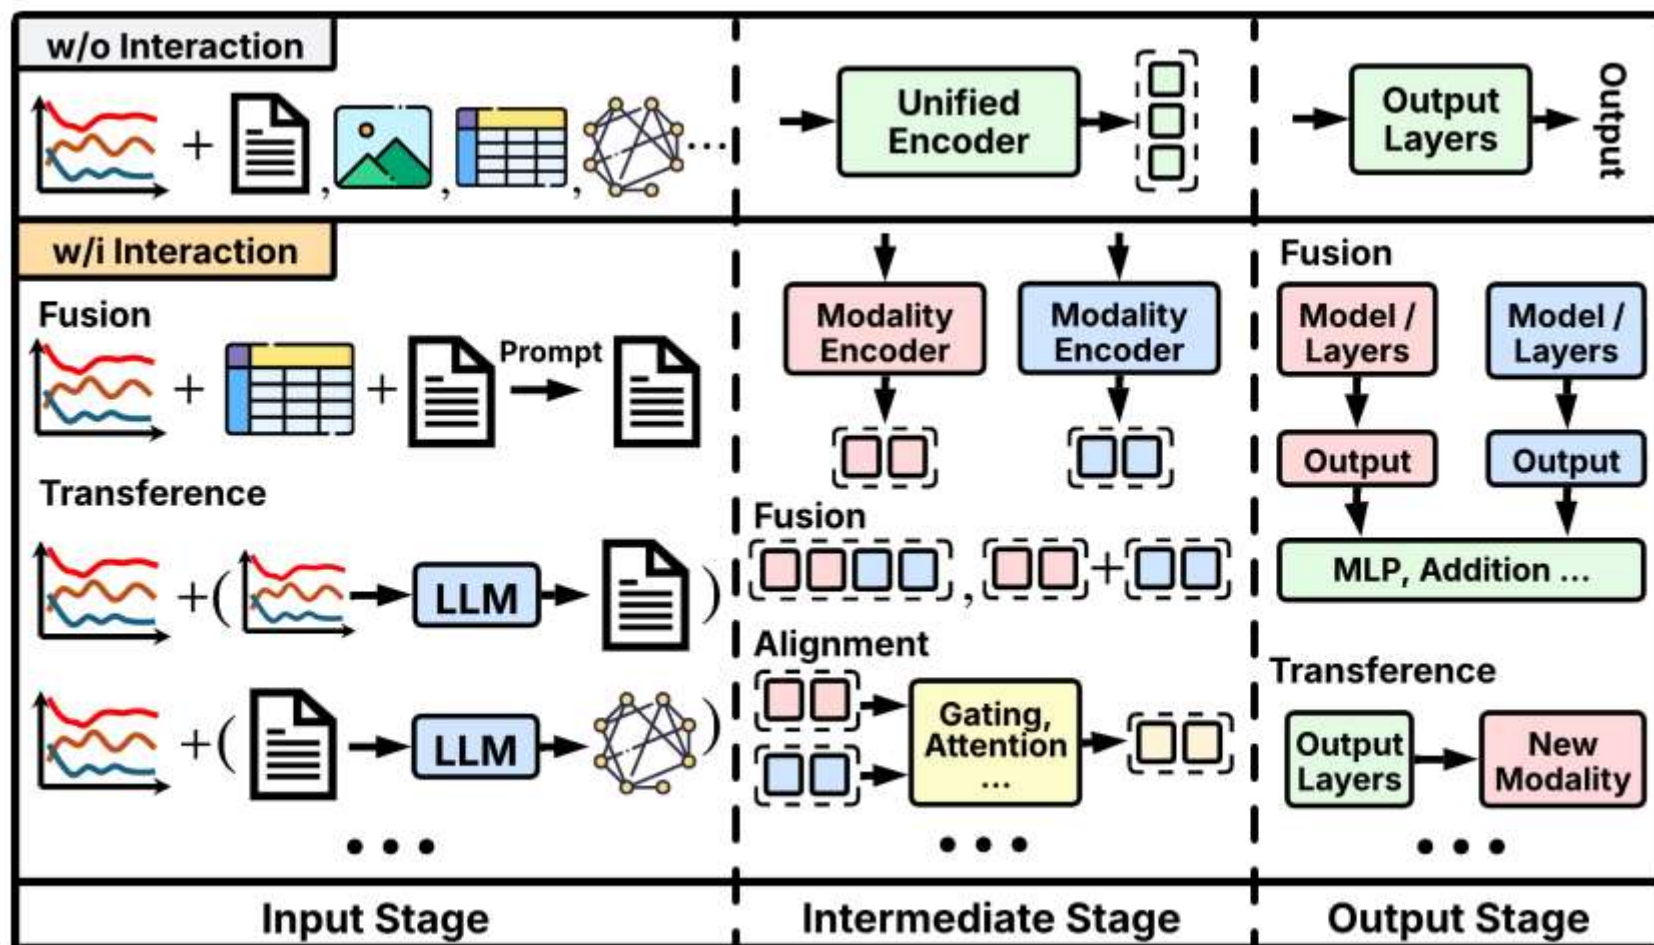 w/o Interaction
+
,
,
,
...
Unified
Encoder
Output
Layers
Output
w/i Interaction
Fusion
+
+
Prompt
Transference
+(
LLM
)
+(
LLM
)
...
Modality
Encoder
Modality
Encoder
Fusion
,
+
Alignment
Gating,
Attention
...
...
Fusion
Model /
Layers
Model /
Layers
Output
Output
MLP, Addition ...
Transference
Output
Layers
New
Modality
...
Input Stage
Intermediate Stage
Output Stage